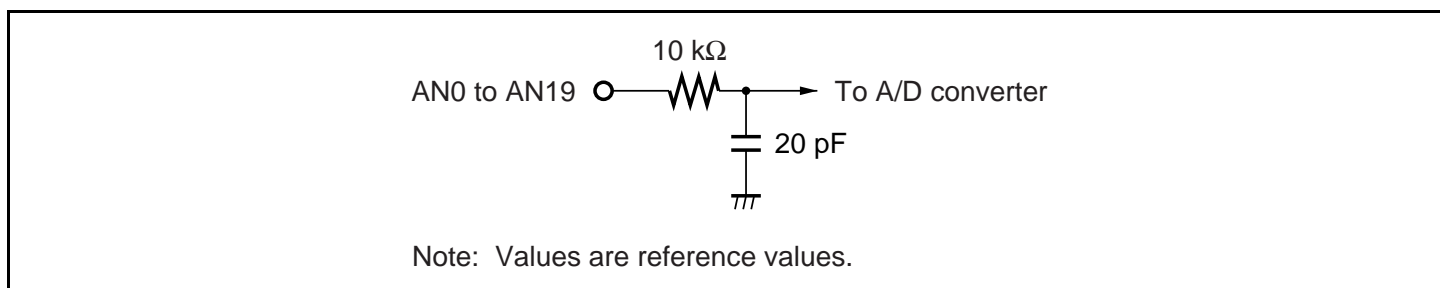 10 kΩ
AN0 to AN19
To A/D converter
20 pF
Note: Values are reference values.